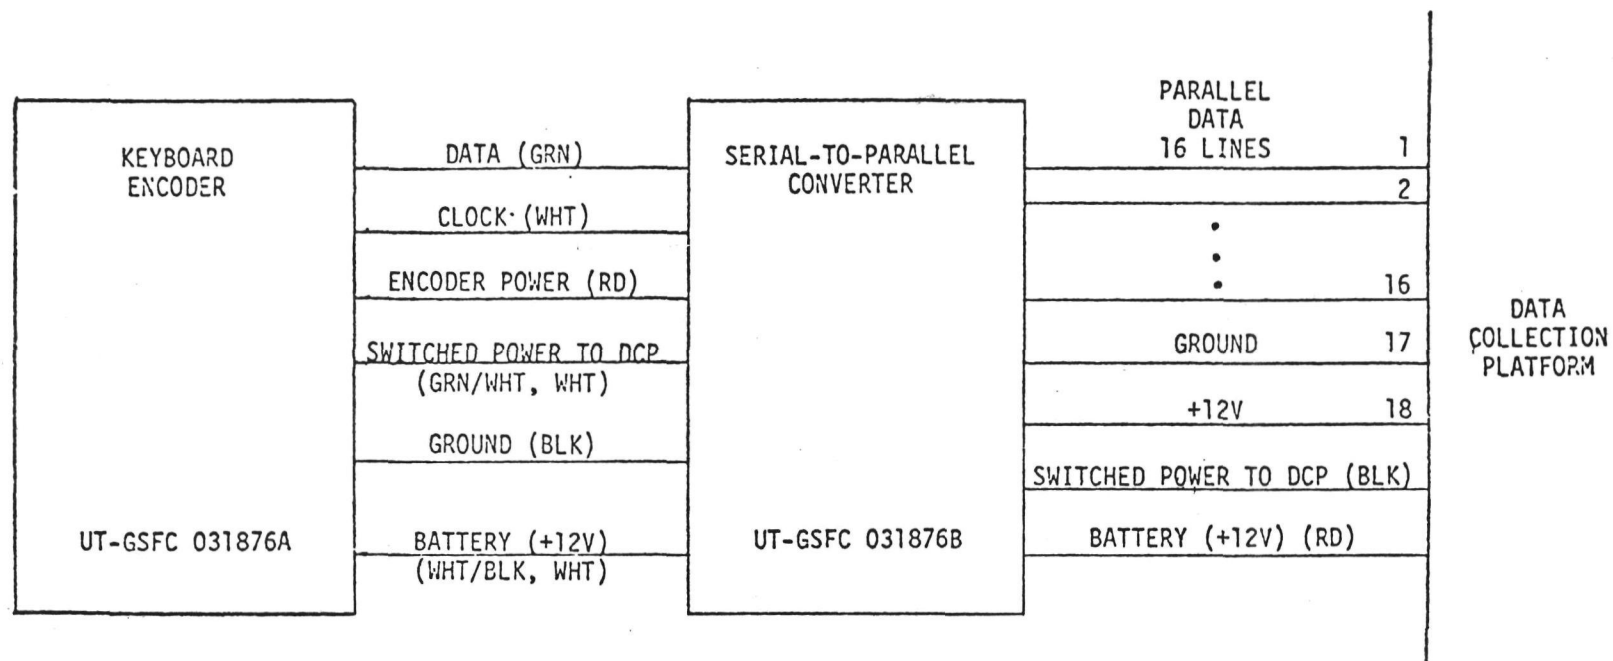 KEYBOARD
ENCODER
UT-GSFC 031876A
DATA (GRN)
CLOCK (WHT)
ENCODER POWER (RD)
SWITCHED POWER TO DCP
(GRN/WHT, WHT)
GROUND (BLK)
BATTERY (+12V)
(WHT/BLK, WHT)
SERIAL-TO-PARALLEL
CONVERTER
UT-GSFC 031876B
PARALLEL
DATA
16 LINES 1
2
16
GROUND 17
+12V 18
SWITCHED POWER TO DCP (BLK)
BATTERY (+12V) (RD)
DATA
COLLECTION
PLATFORM